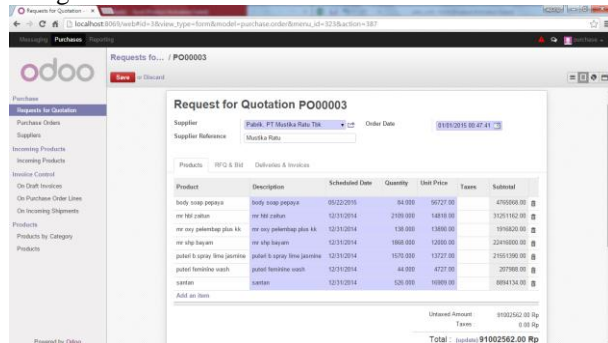 Requests for Quotation - ×
localhost:8069/web#id=3&view_type=form&model=purchase.order&menu_id=323&action=387
Messaging Purchases Reporting
odoo
Requests fo... / PO00003
Save or Discard
Purchase
Requests for Quotation
Purchase Orders
Suppliers
Incoming Products
Incoming Products
Invoice Control
On Draft Invoices
On Purchase Order Lines
On Incoming Shipments
Products
Products by Category
Products
Powered by Odoo
Request for Quotation PO00003
Supplier Pabrik, PT Mustika Ratu Tbk Order Date 01/01/2015 00:47:41
Supplier Reference Mustika Ratu
Products RFQ & Bid Deliveries & Invoices
Product Description Scheduled Date Quantity Unit Price Taxes Subtotal
body soap pepaya body soap pepaya 05/22/2016 84.000 56727.00 4765068.00
mr hbl zaitun mr hbl zaitun 12/31/2014 2109.000 14818.00 31251162.00
mr oxy pelembap plus kk mr oxy pelembap plus kk 12/31/2014 138.000 13890.00 1916820.00
mr shp bayam mr shp bayam 12/31/2014 1868.000 12000.00 22416000.00
puteri b.spray lime jasmine puteri b.spray lime jasmine 12/31/2014 1570.000 13727.00 21551390.00
puteri feminine wash puteri feminine wash 12/31/2014 44.000 4727.00 207988.00
santan santan 12/31/2014 526.000 16909.00 8894134.00
Add an item
Untaxed Amount : 91002562.00 Rp
Taxes : 0.00 Rp
Total : (update) 91002562.00 Rp